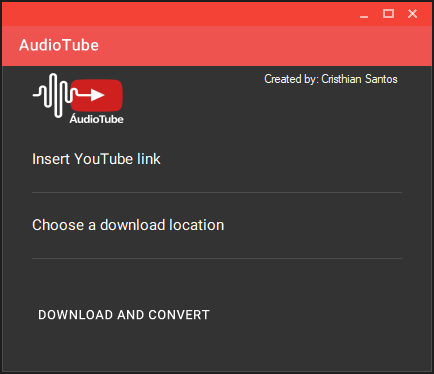 AudioTube
Created by: Cristhian Santos
ÁudioTube
Insert YouTube link
Choose a download location
DOWNLOAD AND CONVERT